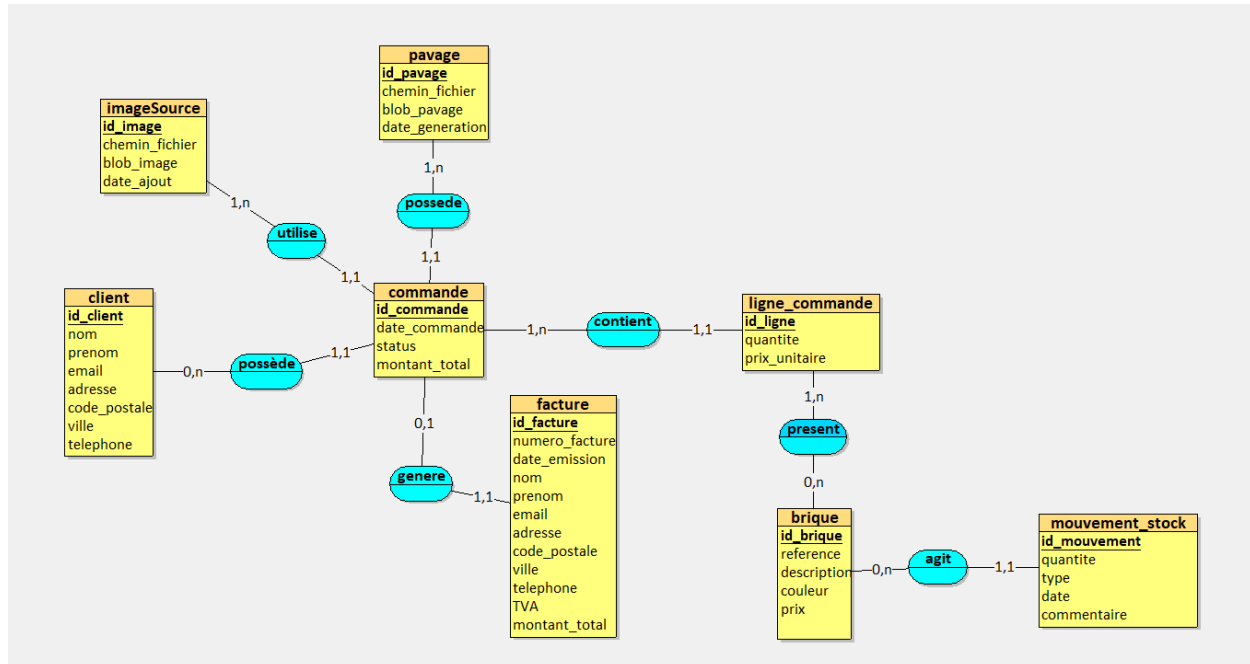 pavage
id_pavage
chemin_fichier
blob_pavage
date_generation
imageSource
id_image
chemin_fichier
blob_image
date_ajout
1,n
possede
1,1
1,n
utilise
1,1
client
id_client
nom
prenom
email
adresse
code_postale
ville
telephone
0,n
possède
1,1
commande
id_commande
date_commande
status
montant_total
1,n
contient
1,1
ligne_commande
id_ligne
quantite
prix_unitaire
0,1
genere
1,1
facture
id_facture
numero_facture
date_emission
nom
prenom
email
adresse
code_postale
ville
telephone
TVA
montant_total
1,n
present
0,n
brique
id_brique
reference
description
couleur
prix
0,n
agit
1,1
mouvement_stock
id_mouvement
quantite
type
date
commentaire